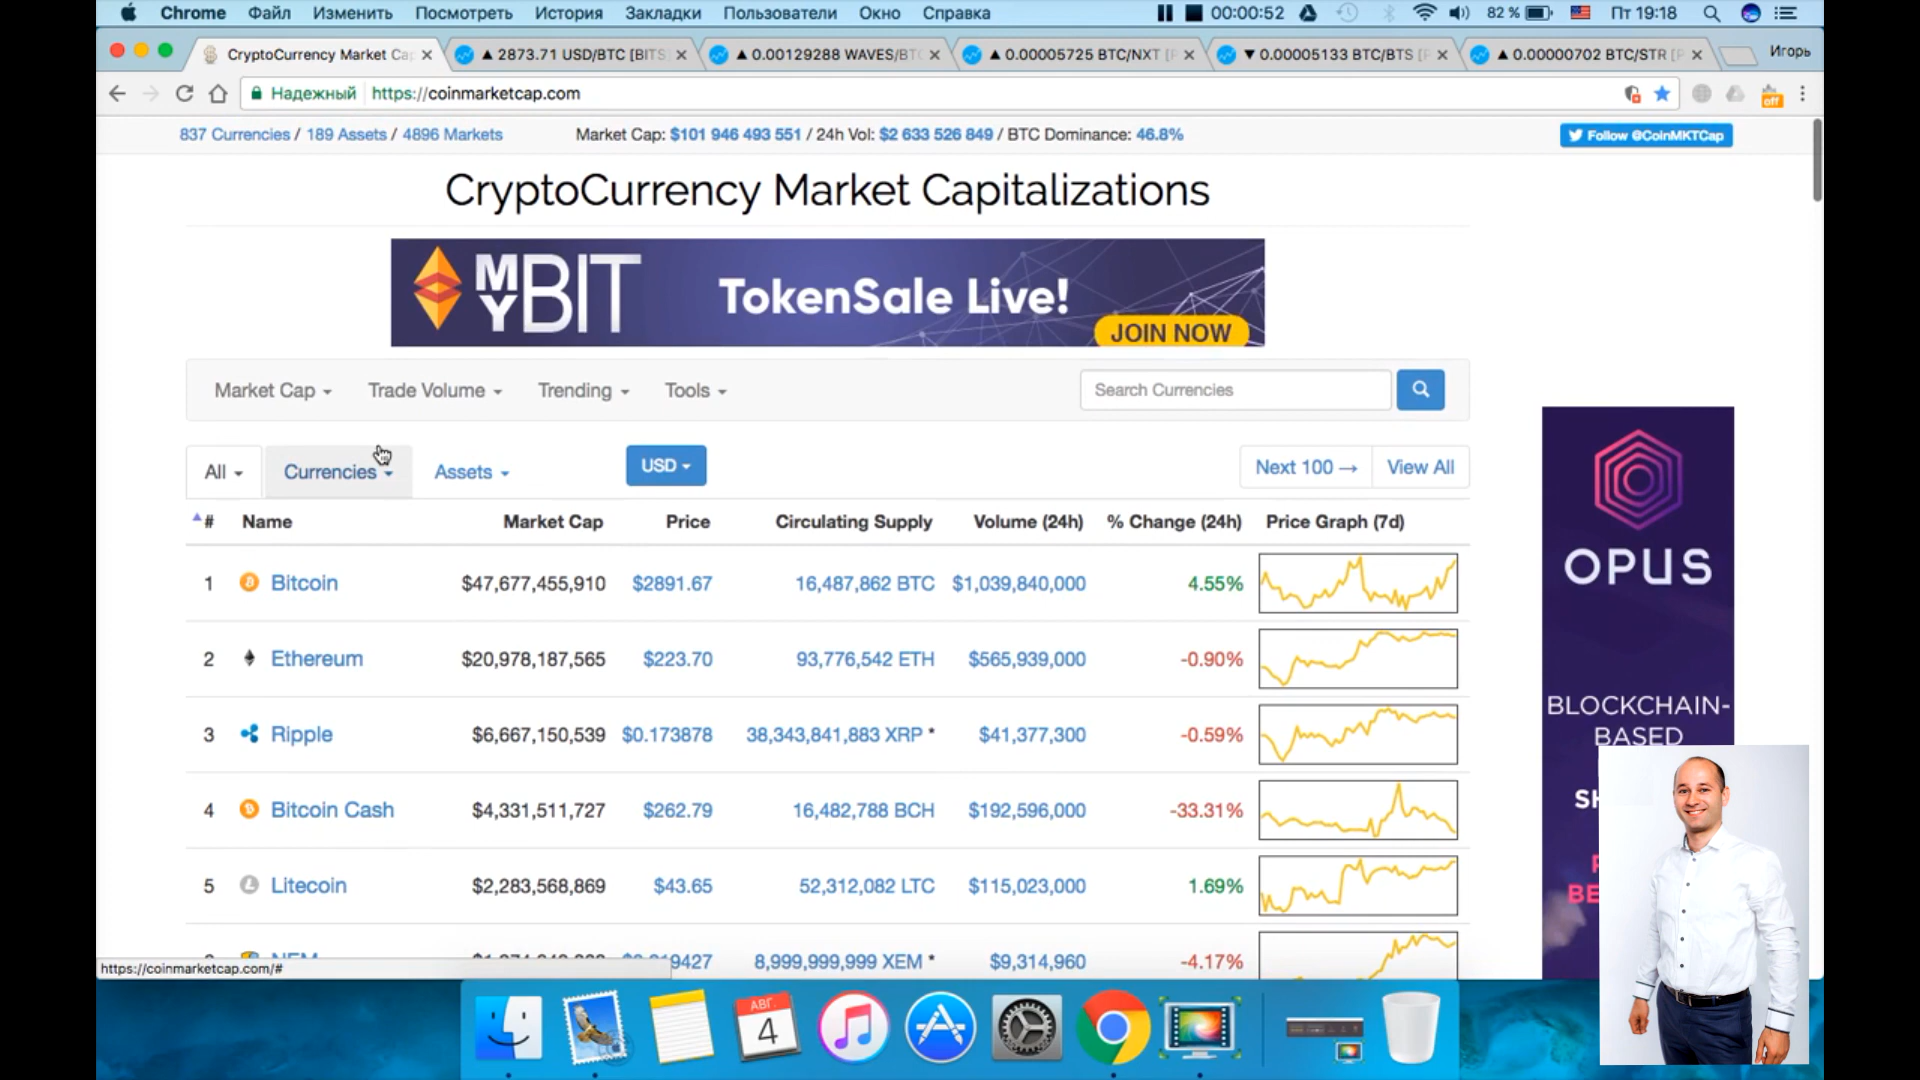 Chrome Файл Изменить Посмотреть История Закладки Пользователи Окно Справка 00:00:52 82 % Пт 19:18
CryptoCurrency Market Ca ▲ 2873.71 USD/BTC [BITS ▲ 0.00129288 WAVES/BTC ▲ 0.00005725 BTC/NXT [P ▼ 0.00005133 BTC/BTS [P ▲ 0.00000702 BTC/STR [P Игорь
Надежный https://coinmarketcap.com off
837 Currencies / 189 Assets / 4896 Markets Market Cap: $101 946 493 551 / 24h Vol: $2 633 526 849 / BTC Dominance: 46.8% Follow @CoinMKTCap
CryptoCurrency Market Capitalizations
MYBIT TokenSale Live!
JOIN NOW
Market Cap Trade Volume Trending Tools Search Currencies
All Currencies Assets USD Next 100 → View All
# Name Market Cap Price Circulating Supply Volume (24h) % Change (24h) Price Graph (7d)
1 Bitcoin $47,677,455,910 $2891.67 16,487,862 BTC $1,039,840,000 4.55%
2 Ethereum $20,978,187,565 $223.70 93,776,542 ETH $565,939,000 -0.90%
3 Ripple $6,667,150,539 $0.173878 38,343,841,883 XRP * $41,377,300 -0.59%
4 Bitcoin Cash $4,331,511,727 $262.79 16,482,788 BCH $192,596,000 -33.31%
5 Litecoin $2,283,568,869 $43.65 52,312,082 LTC $115,023,000 1.69%
NEM 8,999,999,999 XEM * $9,314,960 -4.17%
OPUS
BLOCKCHAIN-
BASED
https://coinmarketcap.com/#
АВГ
4